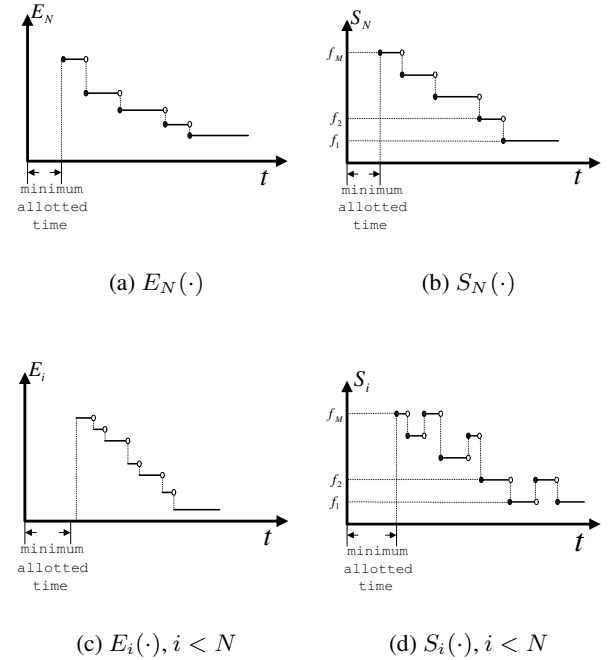 E_N
t
minimum
allotted
time
(a) E_N(·)
S_N
f_M
f_2
f_1
t
minimum
allotted
time
(b) S_N(·)
E_i
t
minimum
allotted
time
(c) E_i(·), i < N
S_i
f_M
f_2
f_1
t
minimum
allotted
time
(d) S_i(·), i < N